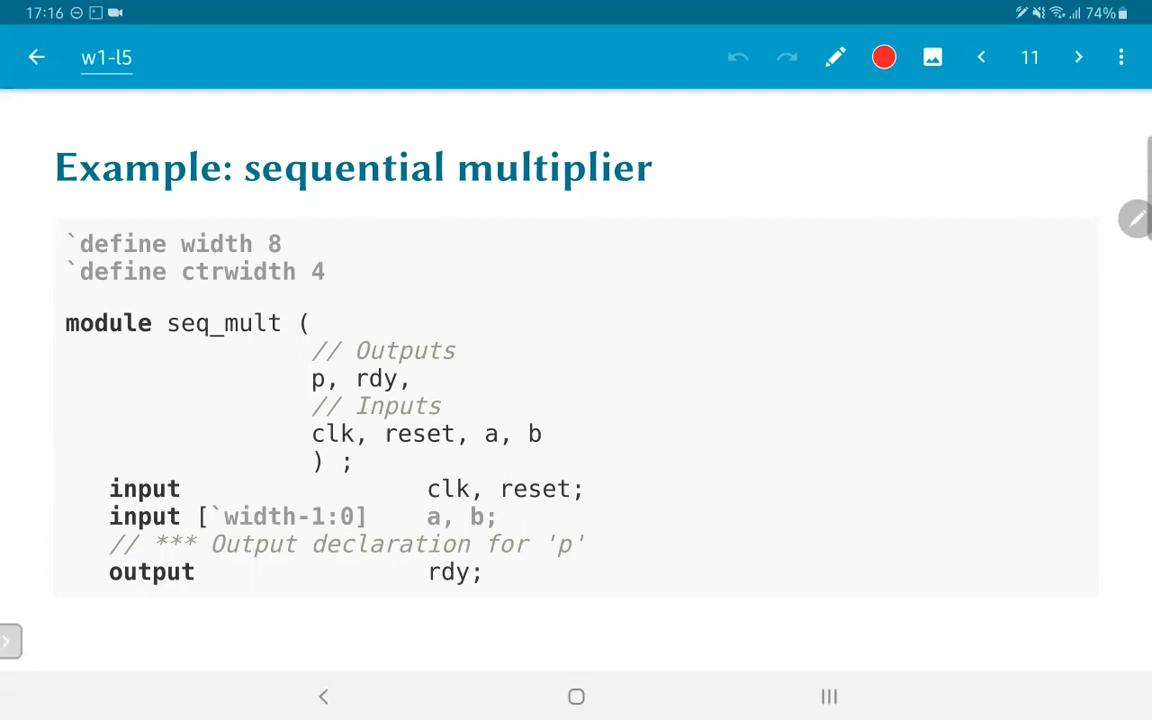 17:16 74%
w1-l5 11
Example: sequential multiplier
`define width 8
`define ctrwidth 4
module seq_mult (
// Outputs
p, rdy,
// Inputs
clk, reset, a, b
) ;
input clk, reset;
input [`width-1:0] a, b;
// *** Output declaration for 'p'
output rdy;